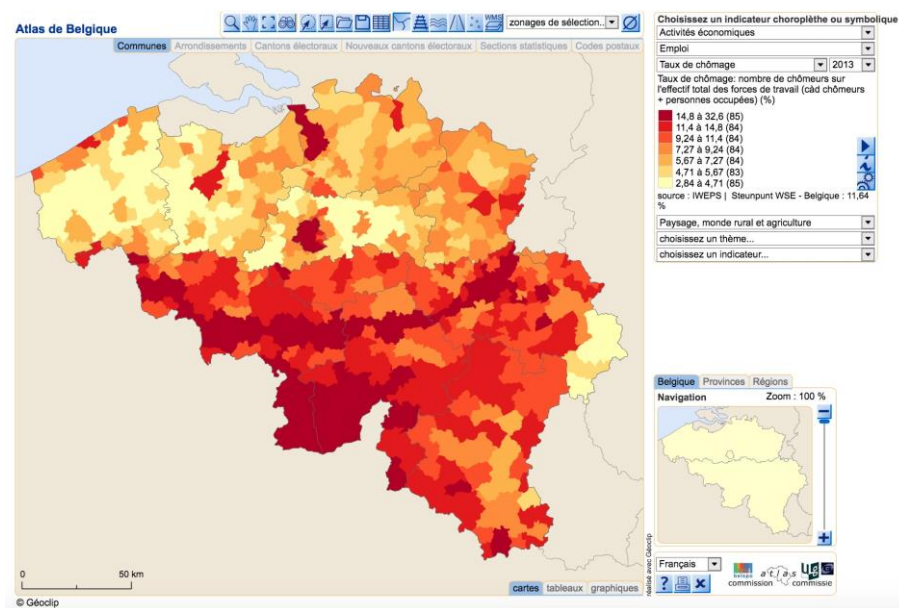 Atlas de Belgique
WMS
zonages de sélection..
Communes Arrondissements Cantons électoraux Nouveaux cantons électoraux Sections statistiques Codes postaux
0 50 km
cartes tableaux graphiques
© Géoclip
Choisissez un indicateur choroplèthe ou symbolique
Activités économiques
Emploi
Taux de chômage 2013
Taux de chômage: nombre de chômeurs sur
l'effectif total des forces de travail (càd chômeurs
+ personnes occupées) (%)
14,8 à 32,6 (85)
11,4 à 14,8 (84)
9,24 à 11,4 (84)
7,27 à 9,24 (84)
5,67 à 7,27 (84)
4,71 à 5,67 (83)
2,84 à 4,71 (85)
source : IWEPS | Steunpunt WSE - Belgique : 11,64
%
Paysage, monde rural et agriculture
choisissez un thème...
choisissez un indicateur...
Belgique Provinces Régions
Navigation Zoom : 100 %
réalisé avec Géoclip
Français
?
belspo
commission atlas commissie